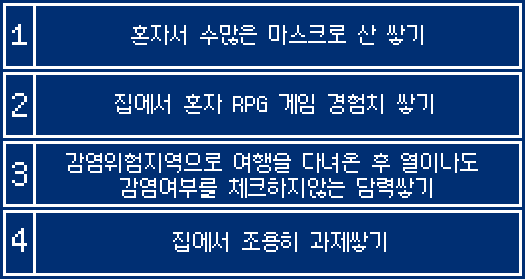 1 혼자서 수많은 마스크로 산 쌓기
2 집에서 혼자 RPG 게임 경험치 쌓기
3 감염위험지역으로 여행을 다녀온 후 열이나도
감염여부를 체크하지않는 담력쌓기
4 집에서 조용히 과제쌓기